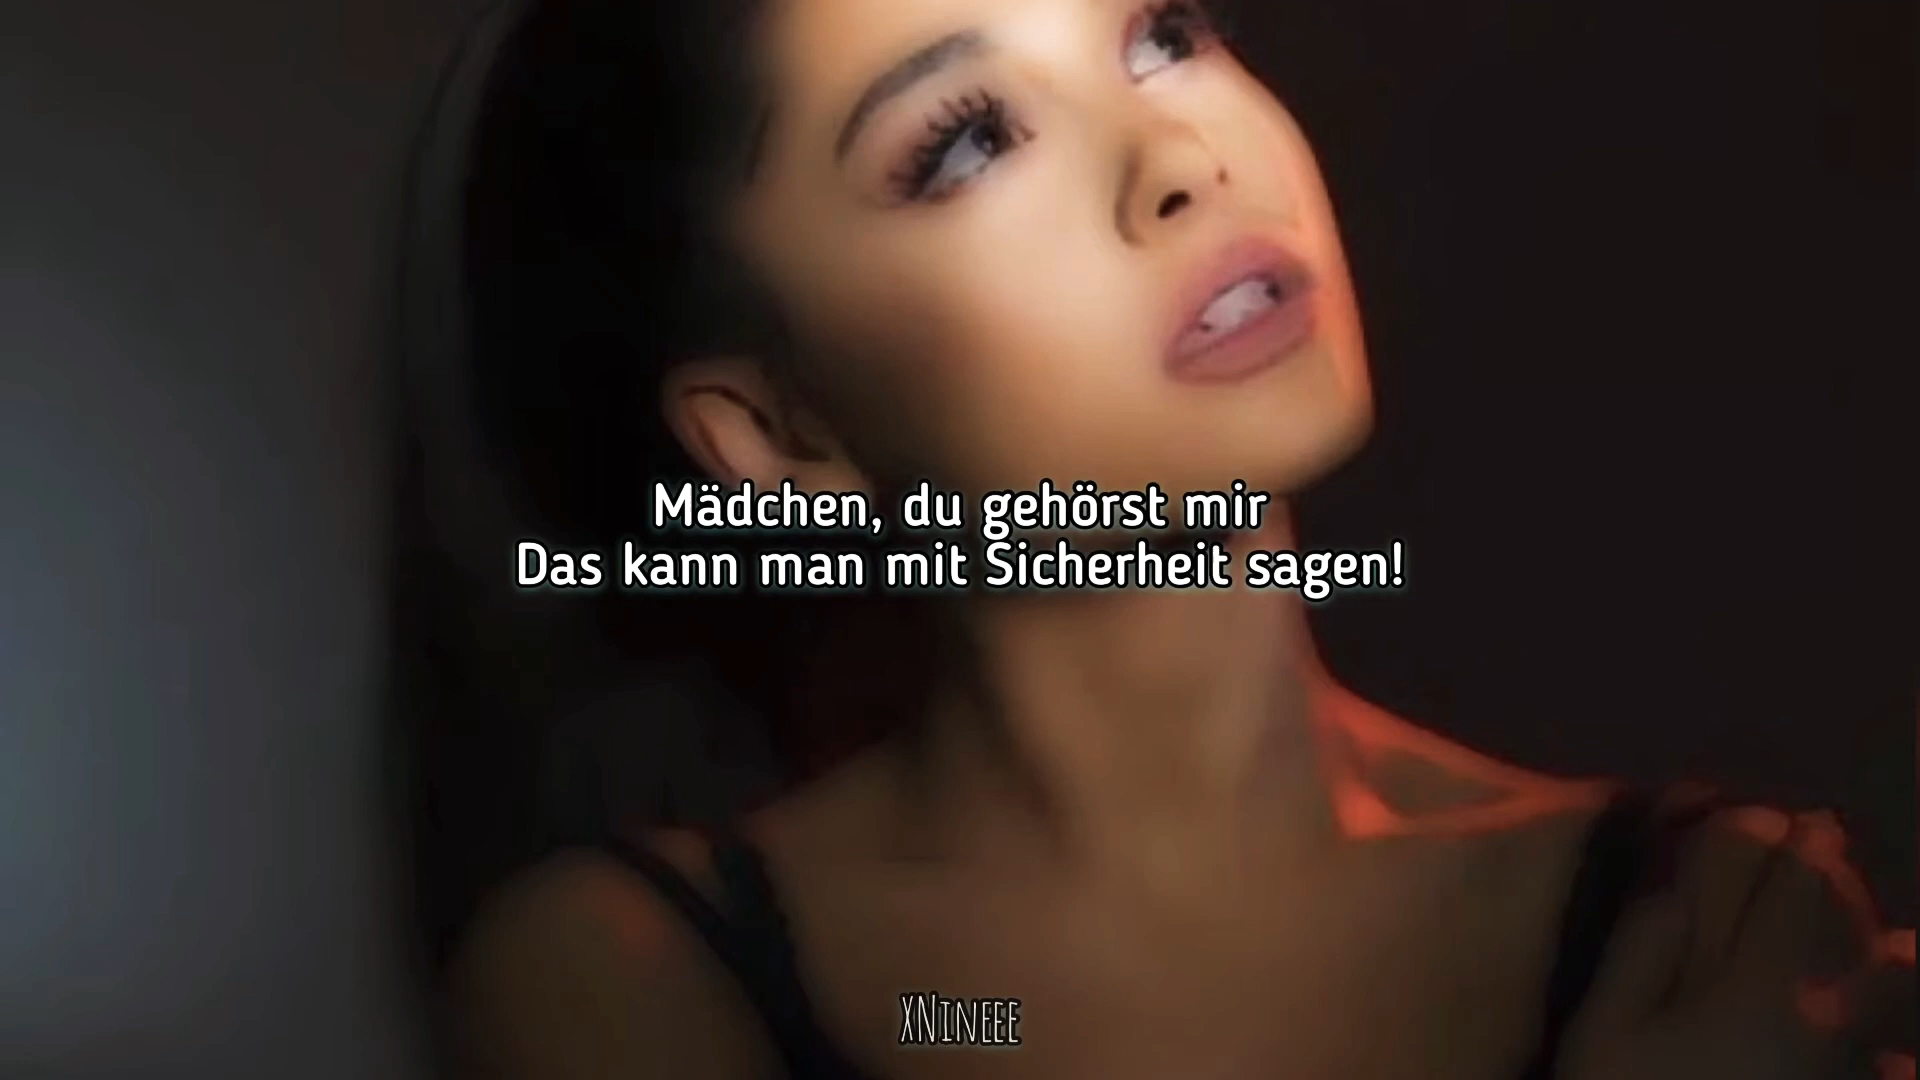 Mädchen, du gehörst mir
Das kann man mit Sicherheit sagen!
XNINEEE